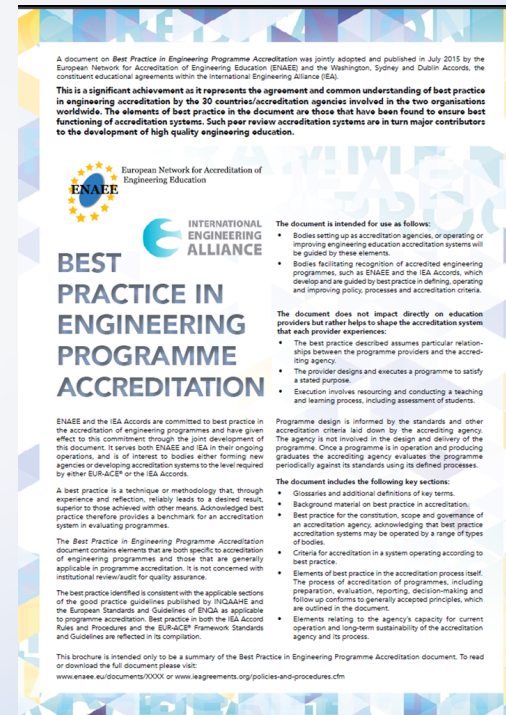 A document on Best Practice in Engineering Programme Accreditation was jointly adopted and published in July 2015 by the
European Network for Accreditation of Engineering Education (ENAEE) and the Washington, Sydney and Dublin Accords, the
constituent educational agreements within the International Engineering Alliance (IEA).
This is a significant achievement as it represents the agreement and common understanding of best practice
in engineering accreditation by the 30 countries/accreditation agencies involved in the two organisations
worldwide. The elements of best practice in the document are those that have been found to ensure best
functioning of accreditation systems. Such peer review accreditation systems are in turn major contributors
to the development of high quality engineering education.
ENAEE
European Network for Accreditation of
Engineering Education
INTERNATIONAL
ENGINEERING
ALLIANCE
BEST
PRACTICE IN
ENGINEERING
PROGRAMME
ACCREDITATION
ENAEE and the IEA Accords are committed to best practice in
the accreditation of engineering programmes and have given
effect to this commitment through the joint development of
this document. It serves both ENAEE and IEA in their ongoing
operations, and is of interest to bodies either forming new
agencies or developing accreditation systems to the level required
by either EUR-ACE® or the IEA Accords.
A best practice is a technique or methodology that, through
experience and reflection, reliably leads to a desired result,
superior to those achieved with other means. Acknowledged best
practice therefore provides a benchmark for an accreditation
system in evaluating programmes.
The Best Practice in Engineering Programme Accreditation
document contains elements that are both specific to accreditation
of engineering programmes and those that are generally
applicable in programme accreditation. It is not concerned with
institutional review/audit for quality assurance.
The best practice identified is consistent with the applicable sections
of the good practice guidelines published by INQAAHE and
the European Standards and Guidelines of ENQA as applicable
to programme accreditation. Best practice in both the IEA Accord
Rules and Procedures and the EUR-ACE® Framework Standards
and Guidelines are reflected in its compilation.
The document is intended for use as follows:
• Bodies setting up as accreditation agencies, or operating or
improving engineering education accreditation systems will
be guided by these elements.
• Bodies facilitating recognition of accredited engineering
programmes, such as ENAEE and the IEA Accords, which
develop and are guided by best practice in defining, operating
and improving policy, processes and accreditation criteria.
The document does not impact directly on education
providers but rather helps to shape the accreditation system
that each provider experiences:
• The best practice described assumes particular relation-
ships between the programme providers and the accred-
iting agency.
• The provider designs and executes a programme to satisfy
a stated purpose.
• Execution involves resourcing and conducting a teaching
and learning process, including assessment of students.
Programme design is informed by the standards and other
accreditation criteria laid down by the accrediting agency.
The agency is not involved in the design and delivery of the
programme. Once a programme is in operation and producing
graduates the accrediting agency evaluates the programme
periodically against its standards using its defined processes.
The document includes the following key sections:
• Glossaries and additional definitions of key terms.
• Background material on best practice in accreditation.
• Best practice for the constitution, scope and governance of
an accreditation agency, acknowledging that best practice
accreditation systems may be operated by a range of types
of bodies.
• Criteria for accreditation in a system operating according to
best practice.
• Elements of best practice in the accreditation process itself.
The process of accreditation of programmes, including
preparation, evaluation, reporting, decision-making and
follow up conforms to generally accepted principles, which
are outlined in the document.
• Elements relating to the agency's capacity for current
operation and long-term sustainability of the accreditation
agency and its process.
This brochure is intended only to be a summary of the Best Practice in Engineering Programme Accreditation document. To read
or download the full document please visit:
www.enaee.eu/documents/XXXX or www.ieagreements.org/policies-and-procedures.cfm